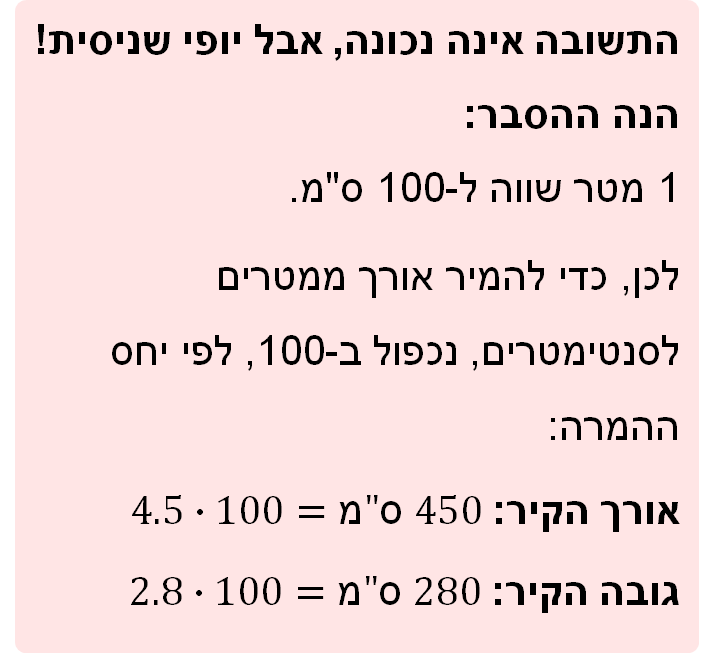 התשובה אינה נכונה, אבל יופי שניסית!
הנה ההסבר:
1 מטר שווה ל-100 ס"מ.
לכן, כדי להמיר אורך ממטרים
לסנטימטרים, נכפול ב-100, לפי יחס
ההמרה:
אורך הקיר: 450 ס"מ = 100 · 4.5
גובה הקיר: 280 ס"מ = 100 · 2.8